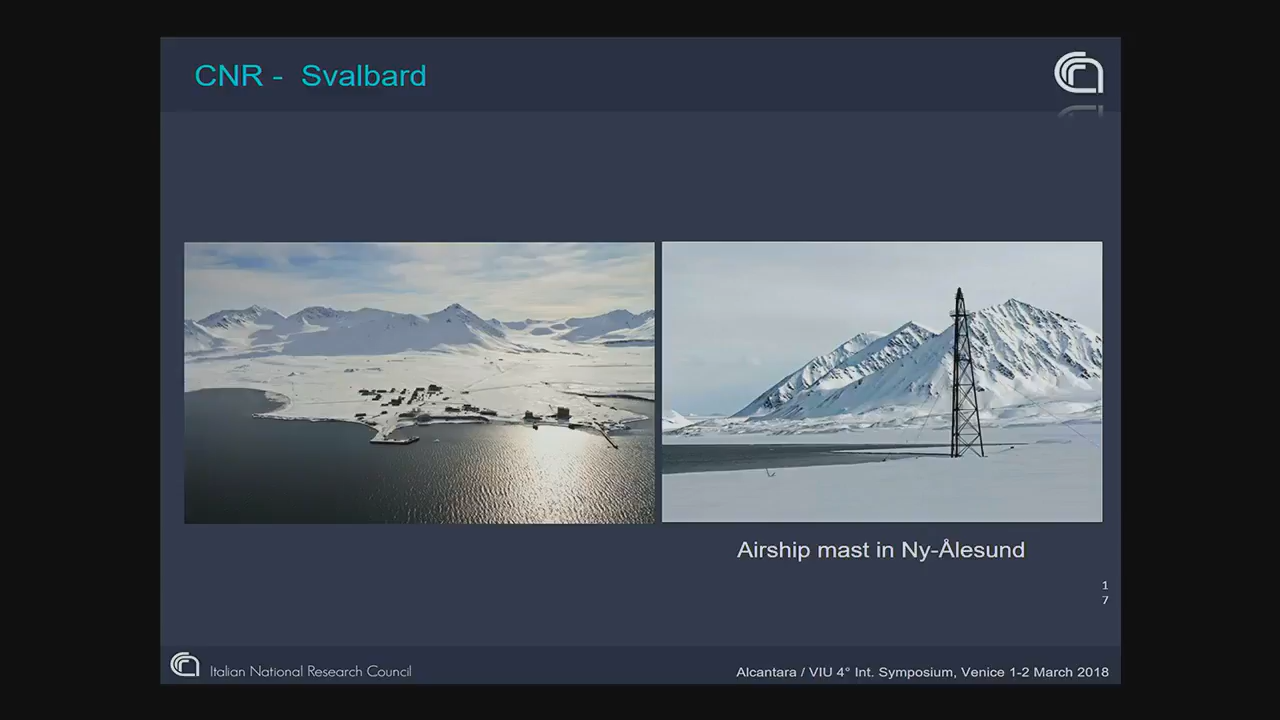 CNR - Svalbard
Airship mast in Ny-Ålesund
1
7
Italian National Research Council
Alcantara / VIU 4° Int. Symposium, Venice 1-2 March 2018